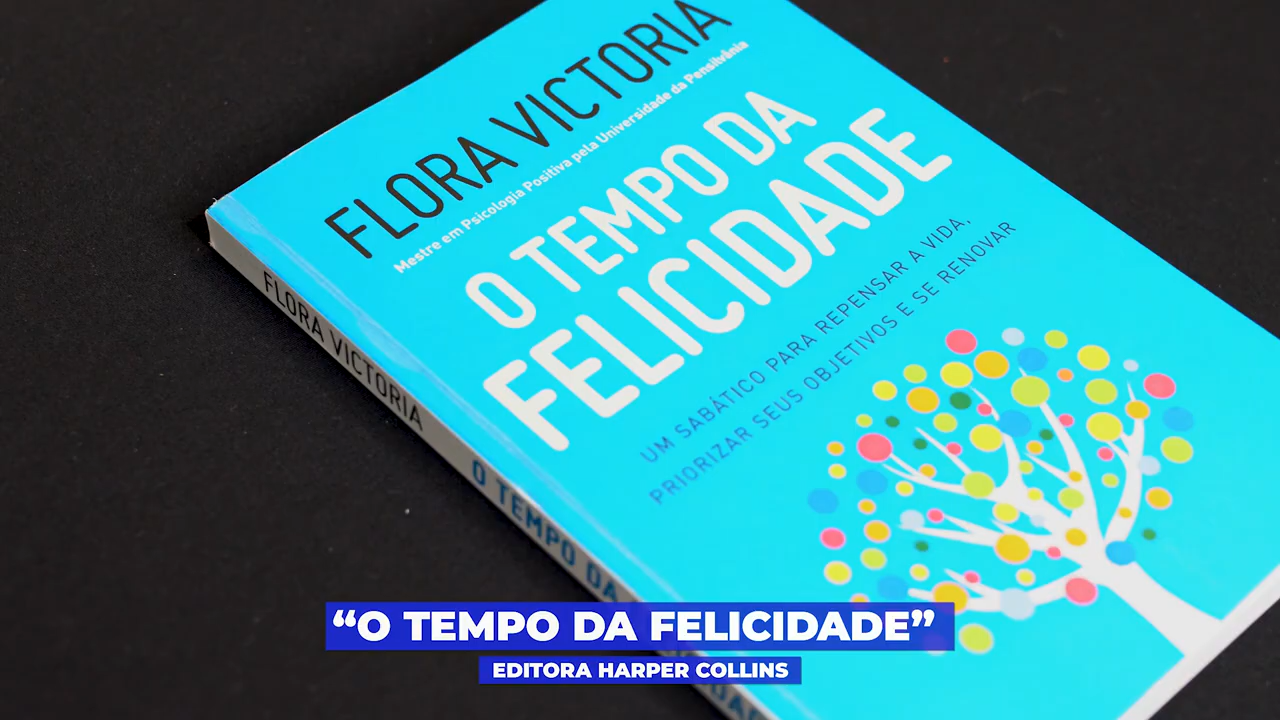 FLORA VICTORIA
Mestre em Psicologia Positiva pela Universidade da Pensilvânia
O TEMPO DA
FELICIDADE
UM SABÁTICO PARA REPENSAR A VIDA,
PRIORIZAR SEUS OBJETIVOS E SE RENOVAR
FLORA VICTORIA
O TEMPO DA
“O TEMPO DA FELICIDADE”
EDITORA HARPER COLLINS